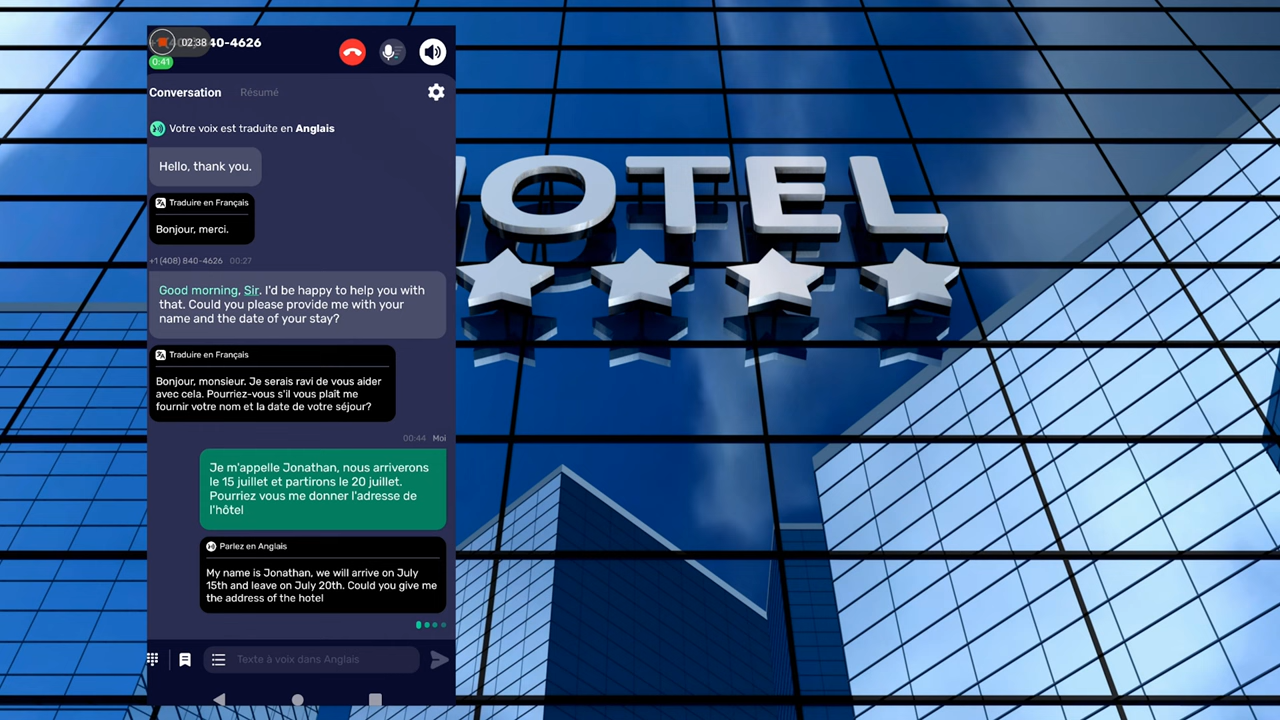 02:38
40-4626
0:41
Conversation Résumé
Votre voix est traduite en Anglais
Hello, thank you.
Traduire en Français
Bonjour, merci.
+1 (408) 840-4626 00:27
Good morning, Sir. I'd be happy to help you with
that. Could you please provide me with your
name and the date of your stay?
Traduire en Français
Bonjour, monsieur. Je serais ravi de vous aider
avec cela. Pourriez-vous s'il vous plaît me
fournir votre nom et la date de votre séjour?
00:44 Moi
Je m'appelle Jonathan, nous arriverons
le 15 juillet et partirons le 20 juillet.
Pourriez vous me donner l'adresse de
l'hôtel
Parlez en Anglais
My name is Jonathan, we will arrive on July
15th and leave on July 20th. Could you give me
the address of the hotel
Texte à voix dans Anglais
HOTEL